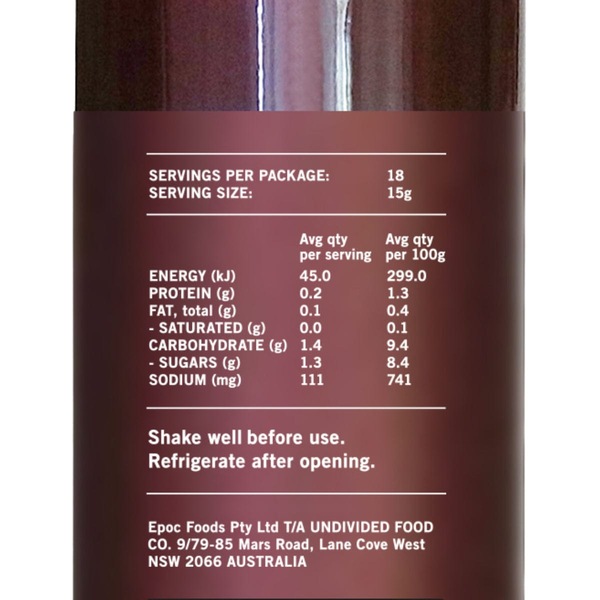 SERVINGS PER PACKAGE: 18
SERVING SIZE: 15g
Avg qty Avg qty
per serving per 100g
ENERGY (kJ) 45.0 299.0
PROTEIN (g) 0.2 1.3
FAT, total (g) 0.1 0.4
- SATURATED (g) 0.0 0.1
CARBOHYDRATE (g) 1.4 9.4
- SUGARS (g) 1.3 8.4
SODIUM (mg) 111 741
Shake well before use.
Refrigerate after opening.
Epoc Foods Pty Ltd T/A UNDIVIDED FOOD
CO. 9/79-85 Mars Road, Lane Cove West
NSW 2066 AUSTRALIA